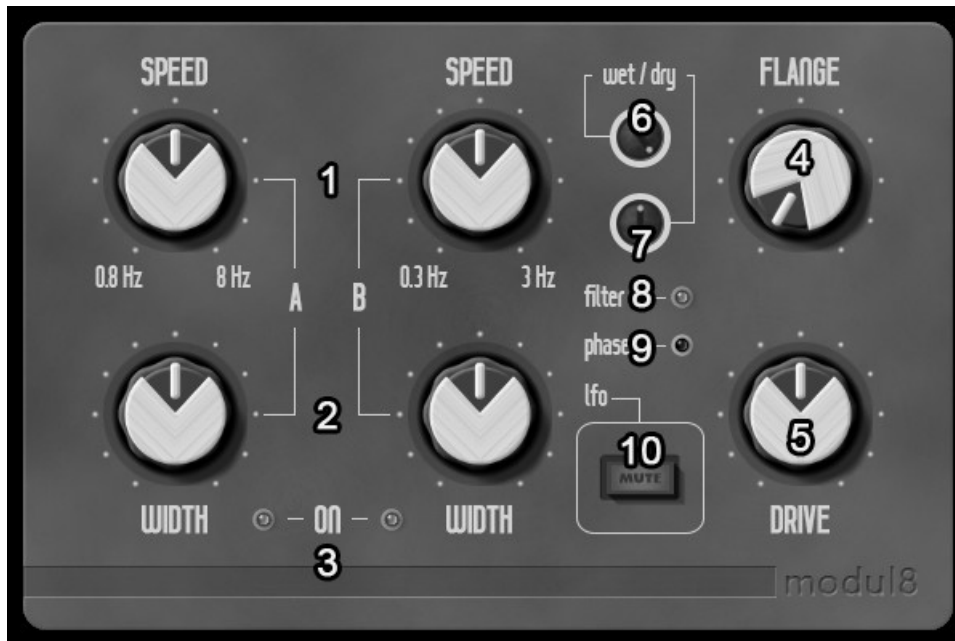 SPEED
SPEED
wet / dry
FLANGE
6
1
4
7
0.8 Hz
8 Hz
0.3 Hz
3 Hz
A
B
filter 8
phase 9
lfo
2
10
MUTE
5
WIDTH
ON
WIDTH
DRIVE
3
modul8